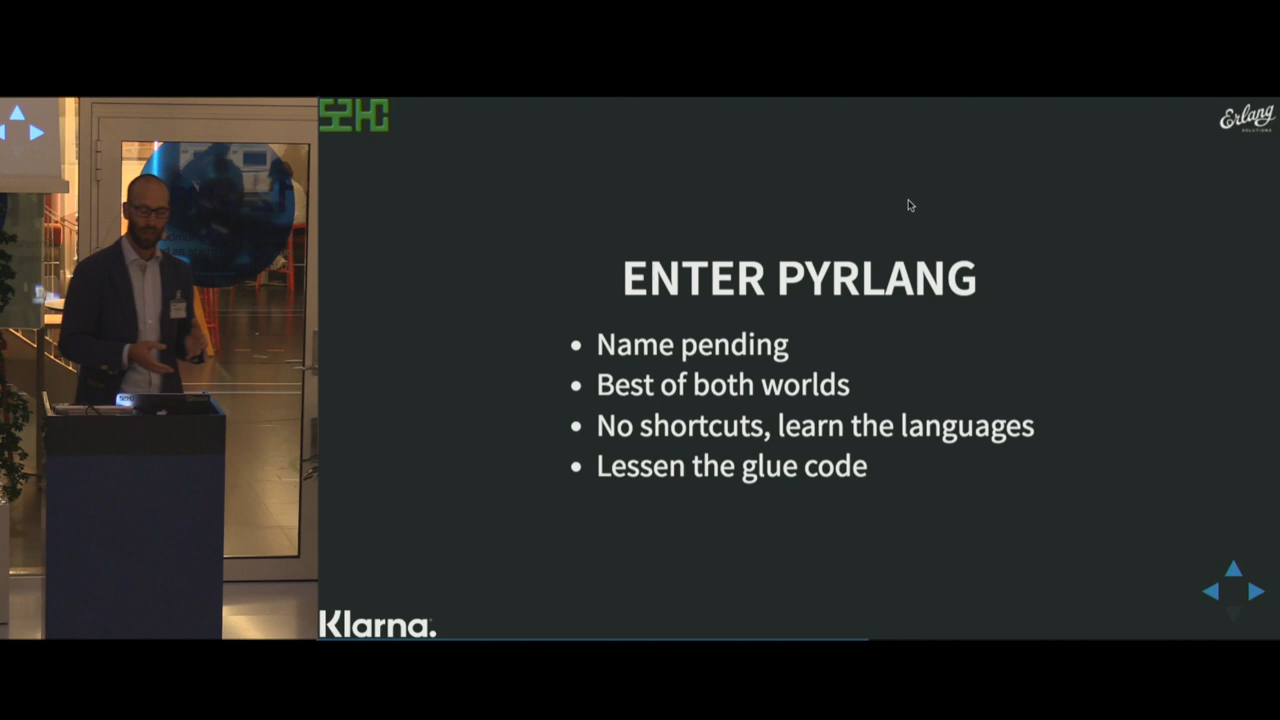 Erlang
SOLUTIONS
ENTER PYRLANG
Name pending
Best of both worlds
No shortcuts, learn the languages
Lessen the glue code
Klarna.